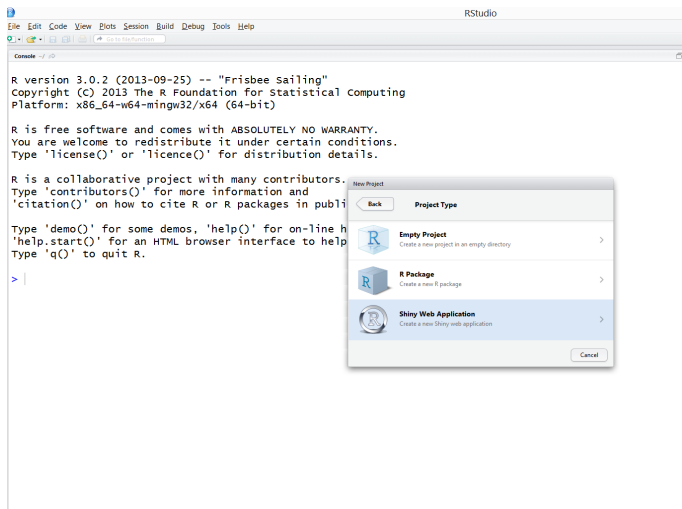 RStudio
File Edit Code View Plots Session Build Debug Tools Help
Go to file/function
Console ~/
R version 3.0.2 (2013-09-25) -- "Frisbee Sailing"
Copyright (C) 2013 The R Foundation for Statistical Computing
Platform: x86_64-w64-mingw32/x64 (64-bit)
R is free software and comes with ABSOLUTELY NO WARRANTY.
You are welcome to redistribute it under certain conditions.
Type 'license()' or 'licence()' for distribution details.
R is a collaborative project with many contributors.
Type 'contributors()' for more information and
'citation()' on how to cite R or R packages in publi
Type 'demo()' for some demos, 'help()' for on-line h
'help.start()' for an HTML browser interface to help
Type 'q()' to quit R.
>
New Project
Back Project Type
R
Empty Project
Create a new project in an empty directory
R
R Package
Create a new R package
R
Shiny Web Application
Create a new Shiny web application
Cancel